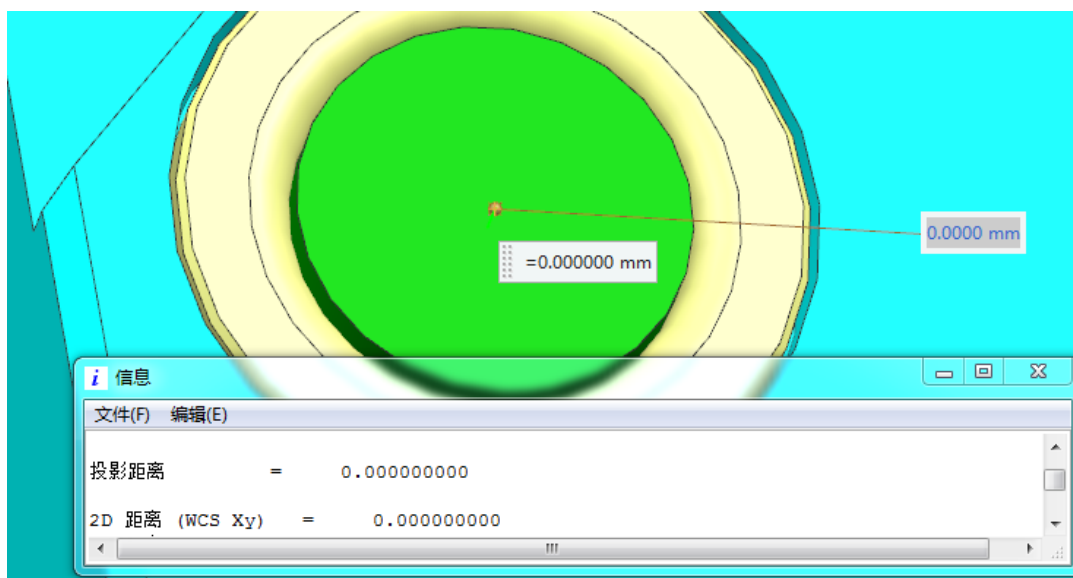 0.0000 mm
=0.000000 mm
i 信息
文件(F) 编辑(E)
投影距离 = 0.000000000
2D 距离 (WCS Xy) = 0.000000000